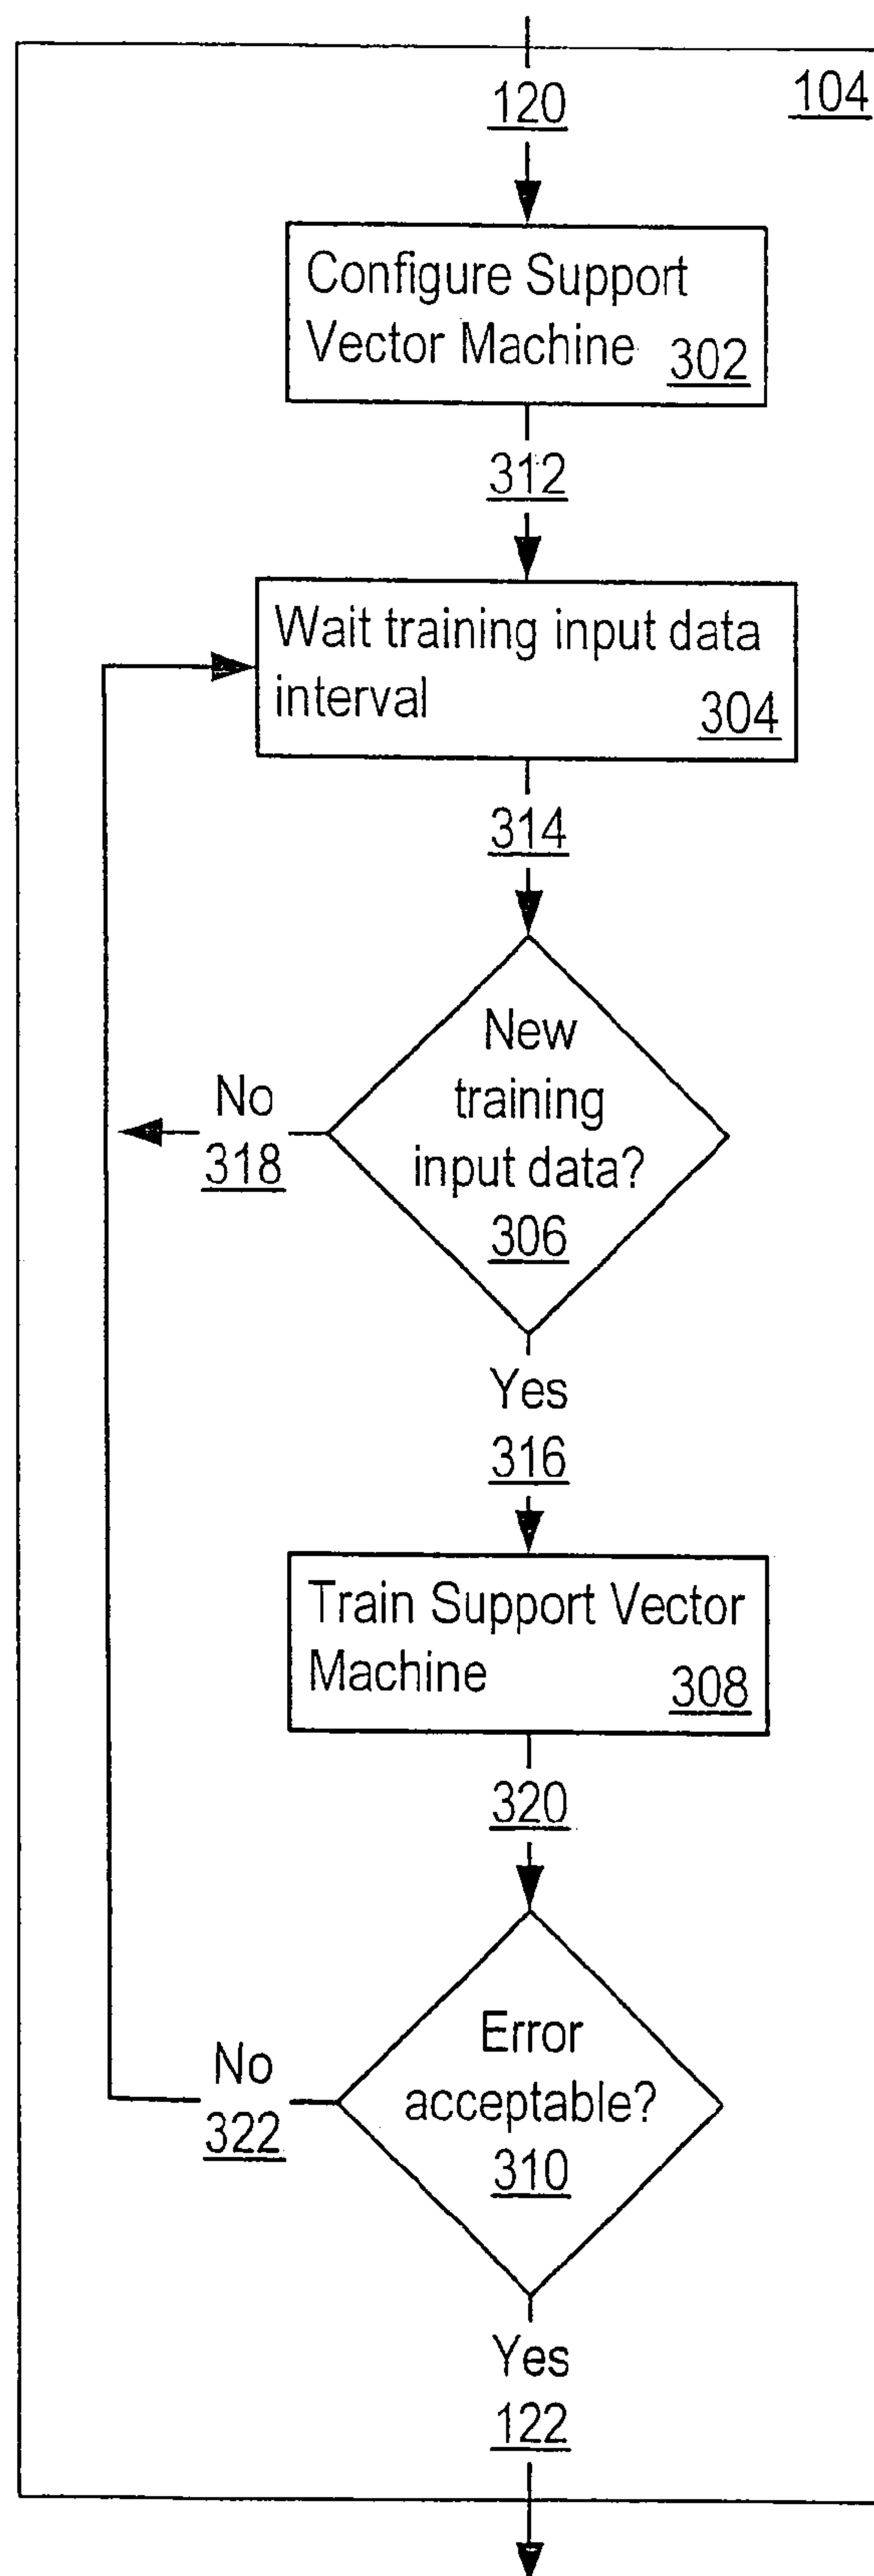 120
104
Configure Support
Vector Machine 302
312
Wait training input data
interval 304
314
New
training
input data?
306
No
318
Yes
316
Train Support Vector
Machine 308
320
Error
acceptable?
310
No
322
Yes
122